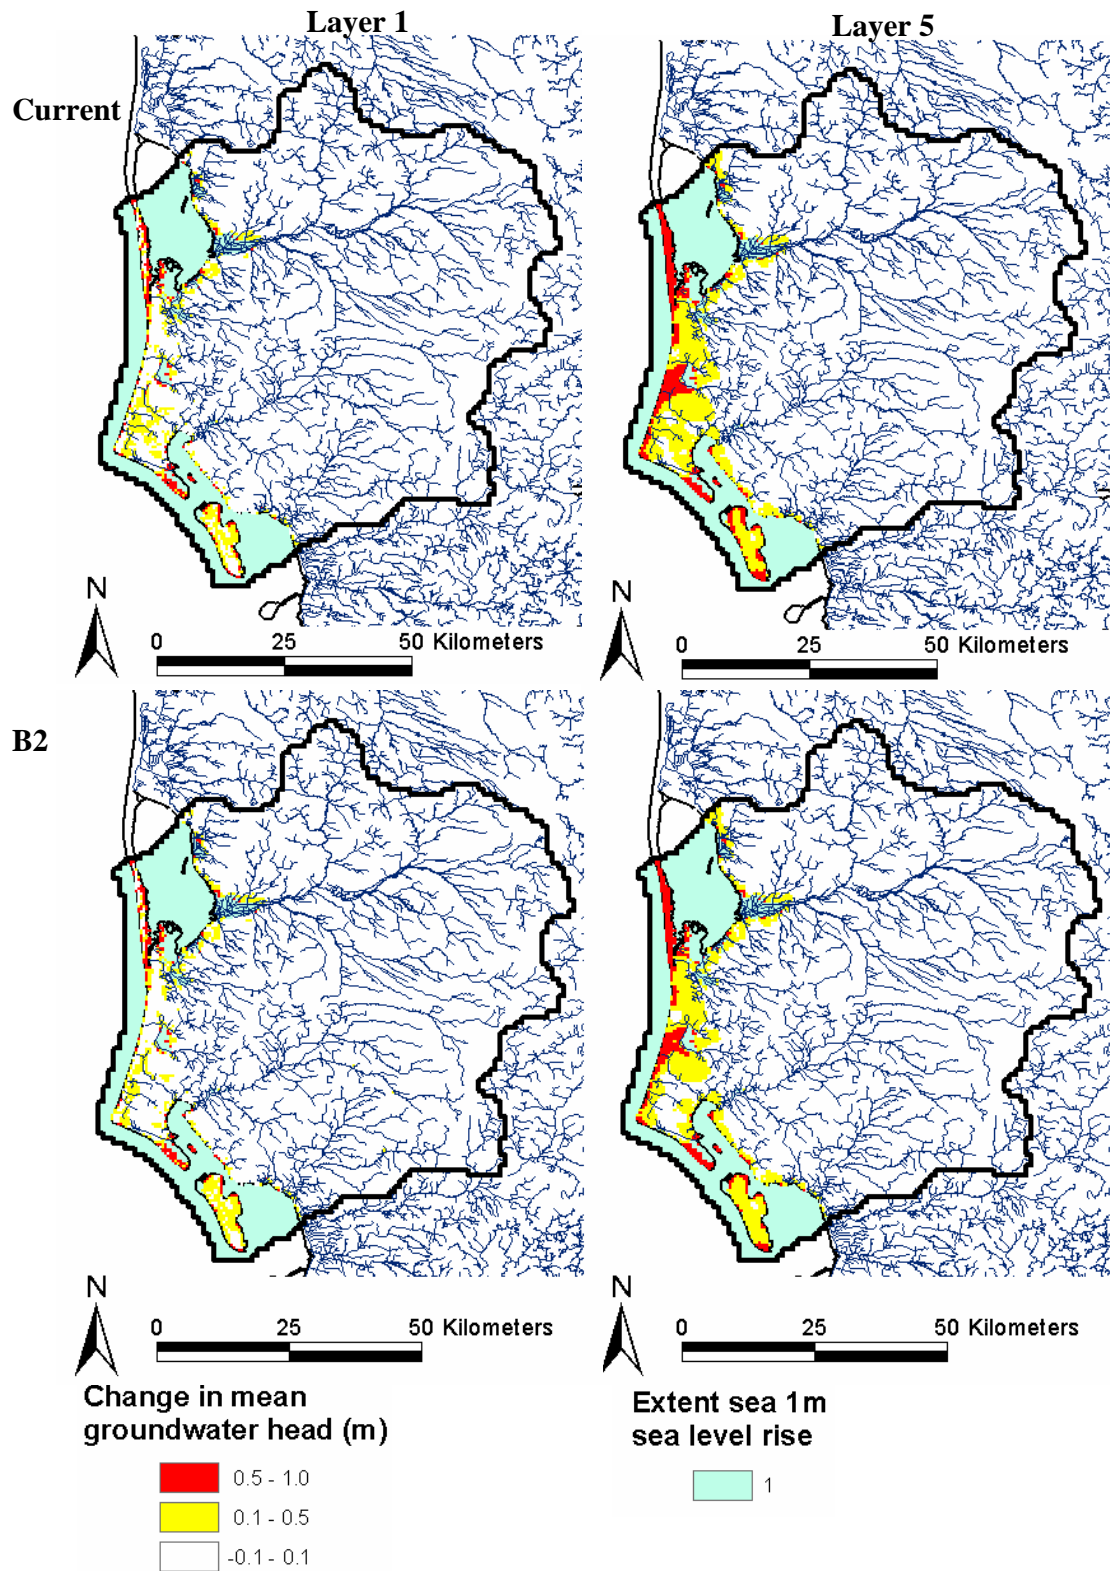 Layer 1
Layer 5
Current
N
0 25 50 Kilometers
N
0 25 50 Kilometers
B2
N
0 25 50 Kilometers
N
0 25 50 Kilometers
Change in mean
groundwater head (m)
0.5 - 1.0
0.1 - 0.5
-0.1 - 0.1
Extent sea 1m
sea level rise
1